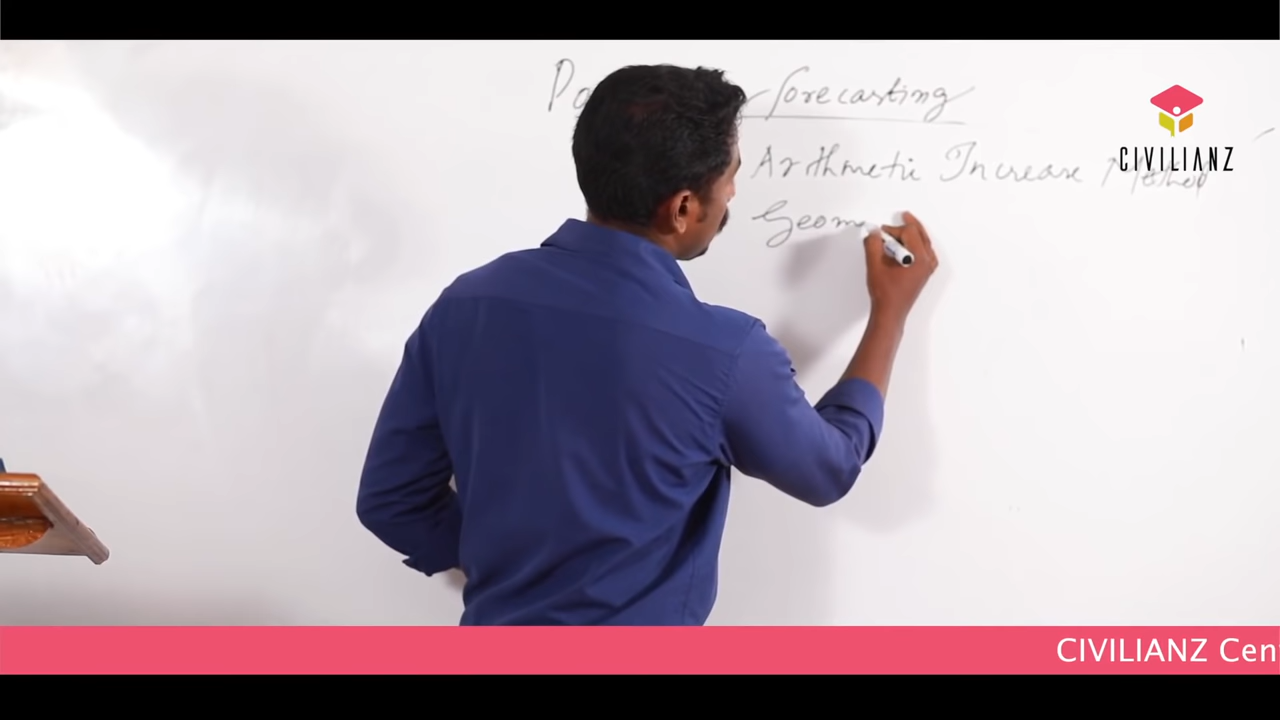 Po forecasting
Arithmetic Increase Method
Geom
CIVILIANZ
CIVILIANZ Cen